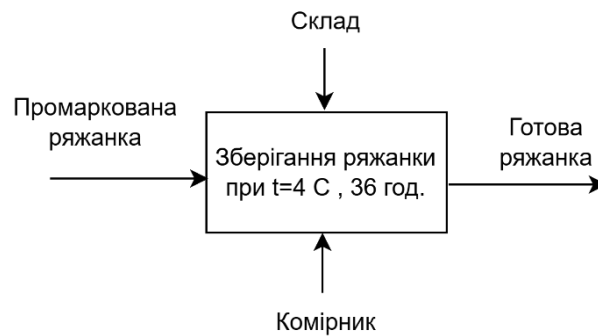 Склад
Промаркована
ряжанка
Зберігання ряжанки
при t=4 C , 36 год.
Готова
ряжанка
Комірник